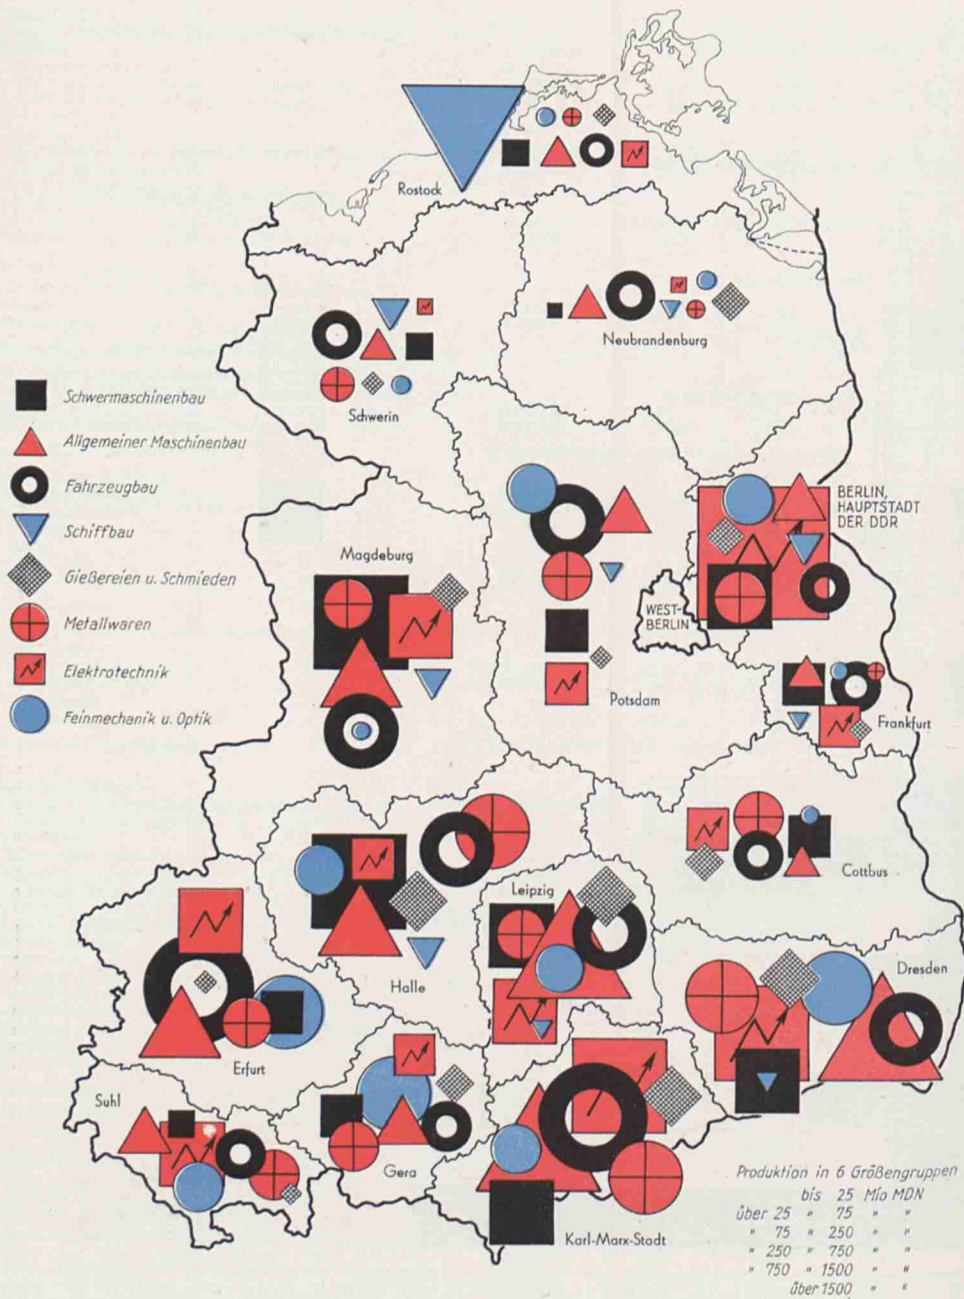 Rostock
Neubrandenburg
Schwerin
Schwermaschinenbau
Allgemeiner Maschinenbau
Fahrzeugbau
Schiffbau
Gießereien u. Schmieden
Metallwaren
Elektrotechnik
Feinmechanik u. Optik
BERLIN,
HAUPTSTADT
DER DDR
Magdeburg
WEST-
BERLIN
Potsdam
Frankfurt
Cottbus
Leipzig
Halle
Dresden
Erfurt
Suhl
Gera
Karl-Marx-Stadt
Produktion in 6 Größengruppen
bis 25 Mio MDN
über 25 " 75 " "
" 75 " 250 " "
" 250 " 750 " "
" 750 " 1500 " "
über 1500 " "